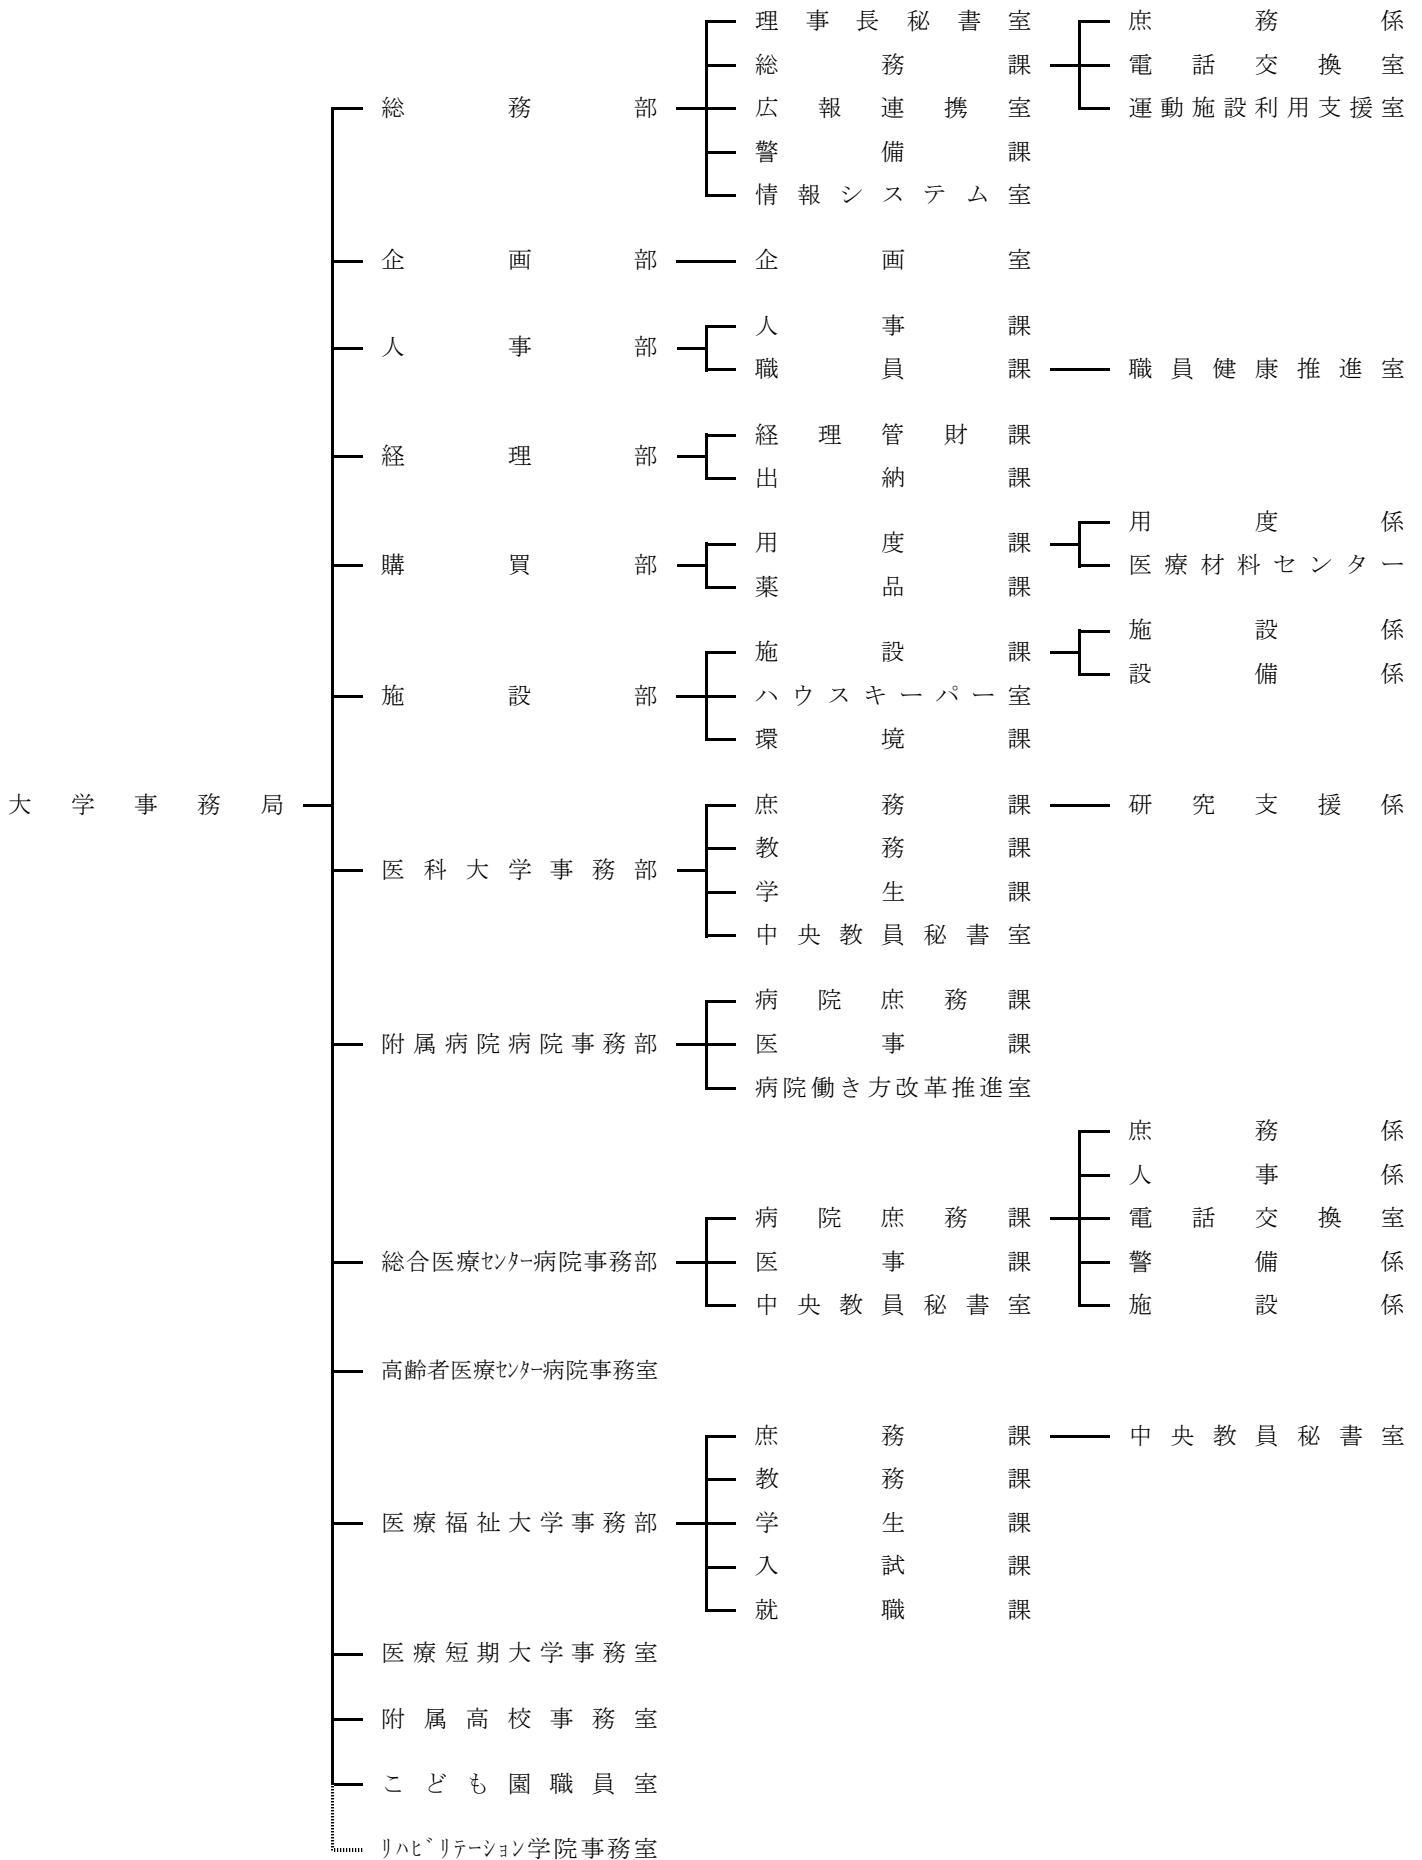 理事長秘書室 庶務係
総務課 電話交換室
総務部 広報連携室 運動施設利用支援室
警備課
情報システム室
企画部 企画室
人事課
人事部
職員課 職員健康推進室
経理管財課
経理部
出納課
用度係
用度課
購買部 医療材料センター
薬品課
施設係
施設課
設備係
施設部 ハウスキーパー室
環境課
大学事務局 庶務課 研究支援係
教務課
医科大学事務部
学生課
中央教員秘書室
病院庶務課
附属病院病院事務部 医事課
病院働き方改革推進室
庶務係
人事係
病院庶務課 電話交換室
総合医療ｾﾝﾀｰ病院事務部 医事課 警備係
中央教員秘書室 施設係
高齢者医療ｾﾝﾀｰ病院事務室
庶務課 中央教員秘書室
教務課
医療福祉大学事務部 学生課
入試課
就職課
医療短期大学事務室
附属高校事務室
こども園職員室
ﾘﾊﾋﾞﾘﾃｰｼｮﾝ学院事務室